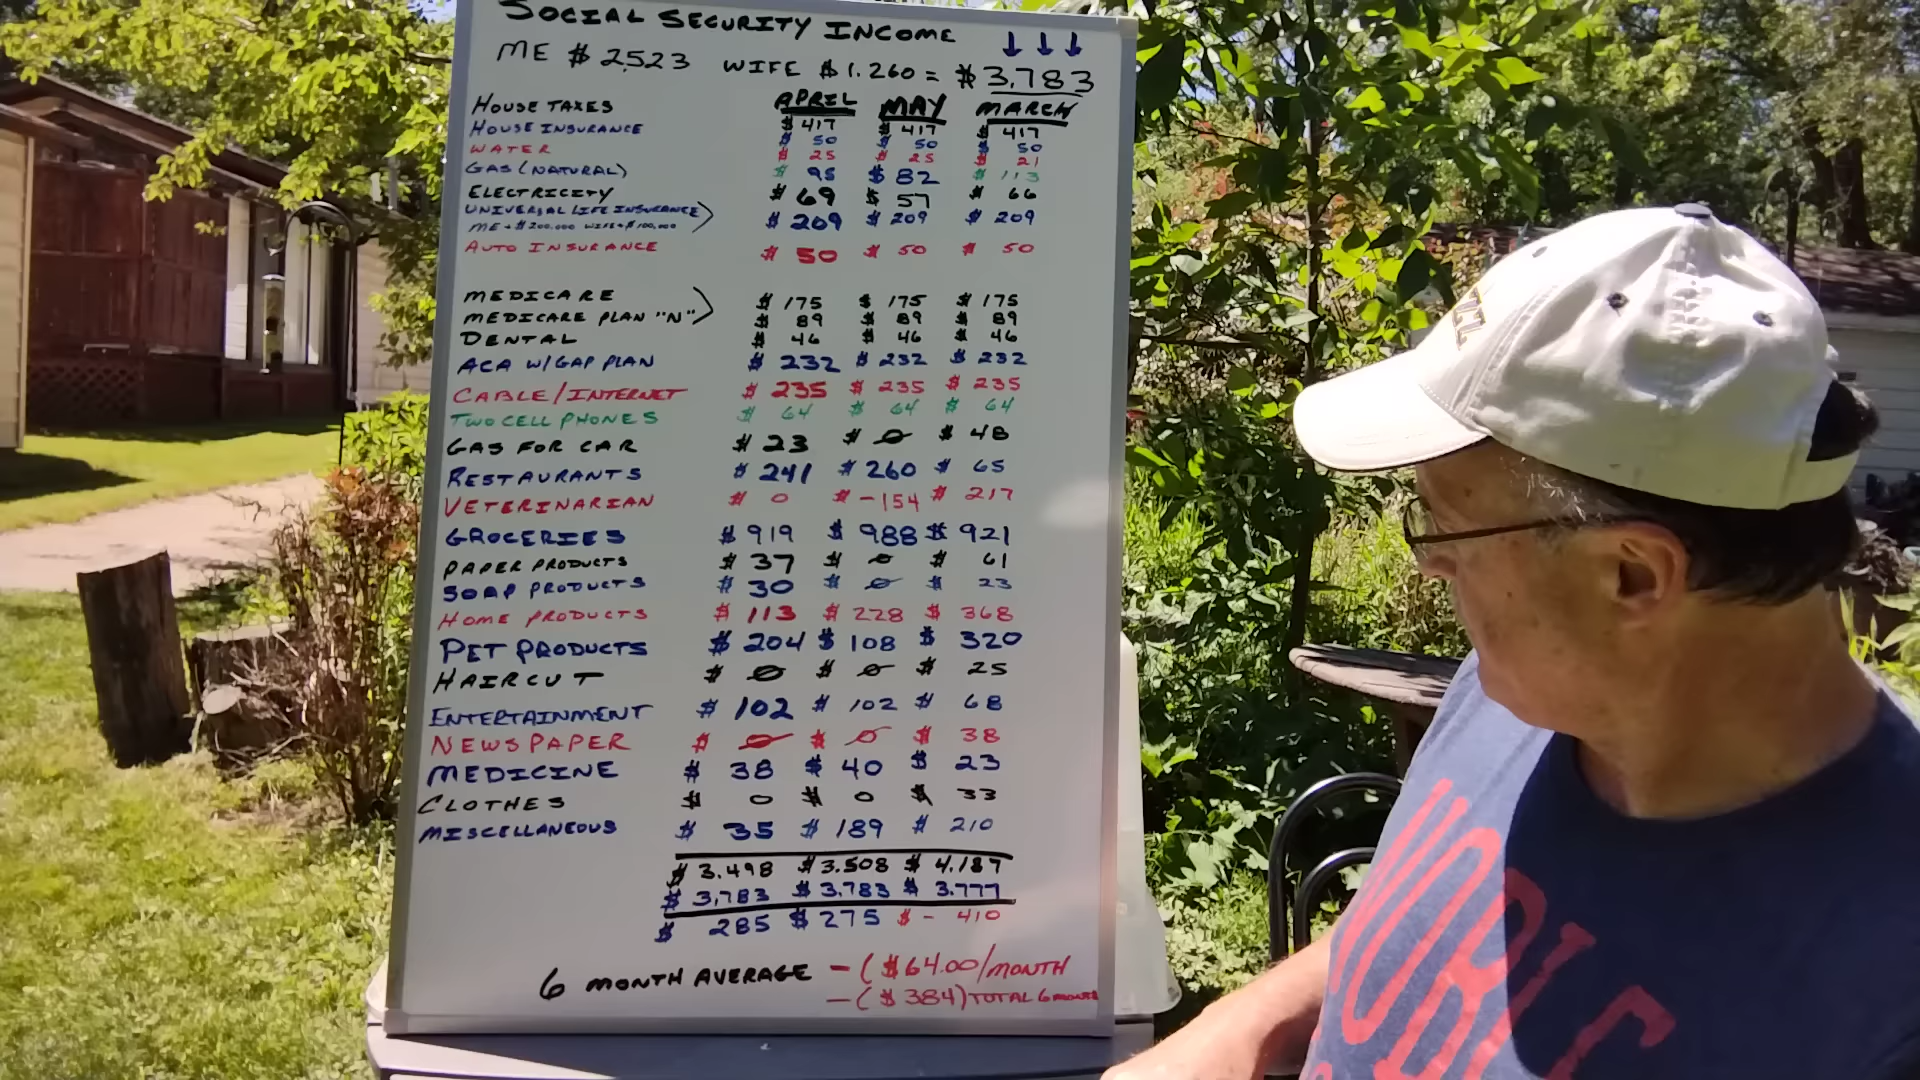 SOCIAL SECURITY INCOME
ME $ 2,523 WIFE $1.260 = $3,783
APRIL MAY MARCH
HOUSE TAXES $ 417 $ 417 $ 417
HOUSE INSURANCE $ 50 $ 50 $ 50
WATER $ 25 $ 25 $ 21
GAS (NATURAL) $ 95 $ 82 $ 113
ELECTRICITY $ 69 $ 57 $ 66
UNIVERSAL LIFE INSURANCE $ 209 $ 209 $ 209
ME + $200,000 WIFE + $100,000
AUTO INSURANCE $ 50 $ 50 $ 50
MEDICARE $ 175 $ 175 $ 175
MEDICARE PLAN "N" $ 89 $ 89 $ 89
DENTAL $ 46 $ 46 $ 46
ACA W/GAP PLAN $ 232 $ 232 $ 232
CABLE/INTERNET $ 235 $ 235 $ 235
TWO CELL PHONES $ 64 $ 64 $ 64
GAS FOR CAR $ 23 $ 0 $ 48
RESTAURANTS $ 241 $ 260 $ 65
VETERINARIAN $ 0 $ -154 $ 217
GROCERIES $ 919 $ 988 $ 921
PAPER PRODUCTS $ 37 $ 0 $ 61
SOAP PRODUCTS $ 30 $ 0 $ 23
HOME PRODUCTS $ 113 $ 228 $ 368
PET PRODUCTS $ 204 $ 108 $ 320
HAIRCUT $ 0 $ 0 $ 25
ENTERTAINMENT $ 102 $ 102 $ 68
NEWSPAPER $ 0 $ 0 $ 38
MEDICINE $ 38 $ 40 $ 23
CLOTHES $ 0 $ 0 $ 33
MISCELLANEOUS $ 35 $ 189 $ 210
$ 3.498 $ 3.508 $ 4.187
$ 3,783 $ 3.783 $ 3.777
$ 285 $ 275 $ - 410
6 MONTH AVERAGE - ($64.00/MONTH
- ($ 384) TOTAL 6 MONTHS